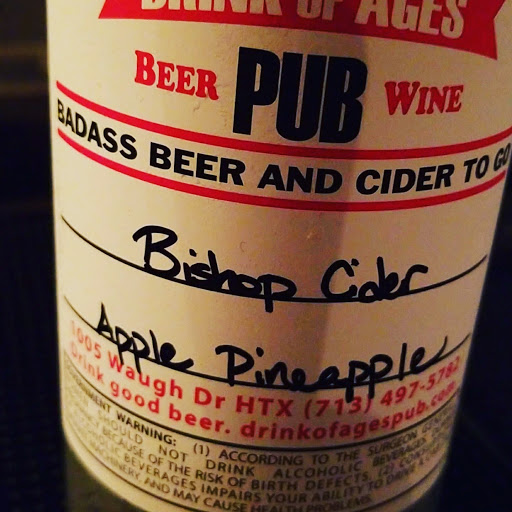 DRINK OF AGES
BEER PUB WINE
BADASS BEER AND CIDER TO GO
Bishop Cider
Apple Pineapple
1005 Waugh Dr HTX (713) 497-5782
Drink good beer. drinkofagespub.com
GOVERNMENT WARNING: (1) ACCORDING TO THE SURGEON GENERAL
SHOULD NOT DRINK ALCOHOLIC BEVERAGES
BECAUSE OF THE RISK OF BIRTH DEFECTS. (2)
ALCOHOLIC BEVERAGES IMPAIRS YOUR ABILITY TO DRIVE A CAR
MACHINERY, AND MAY CAUSE HEALTH PROBLEMS.